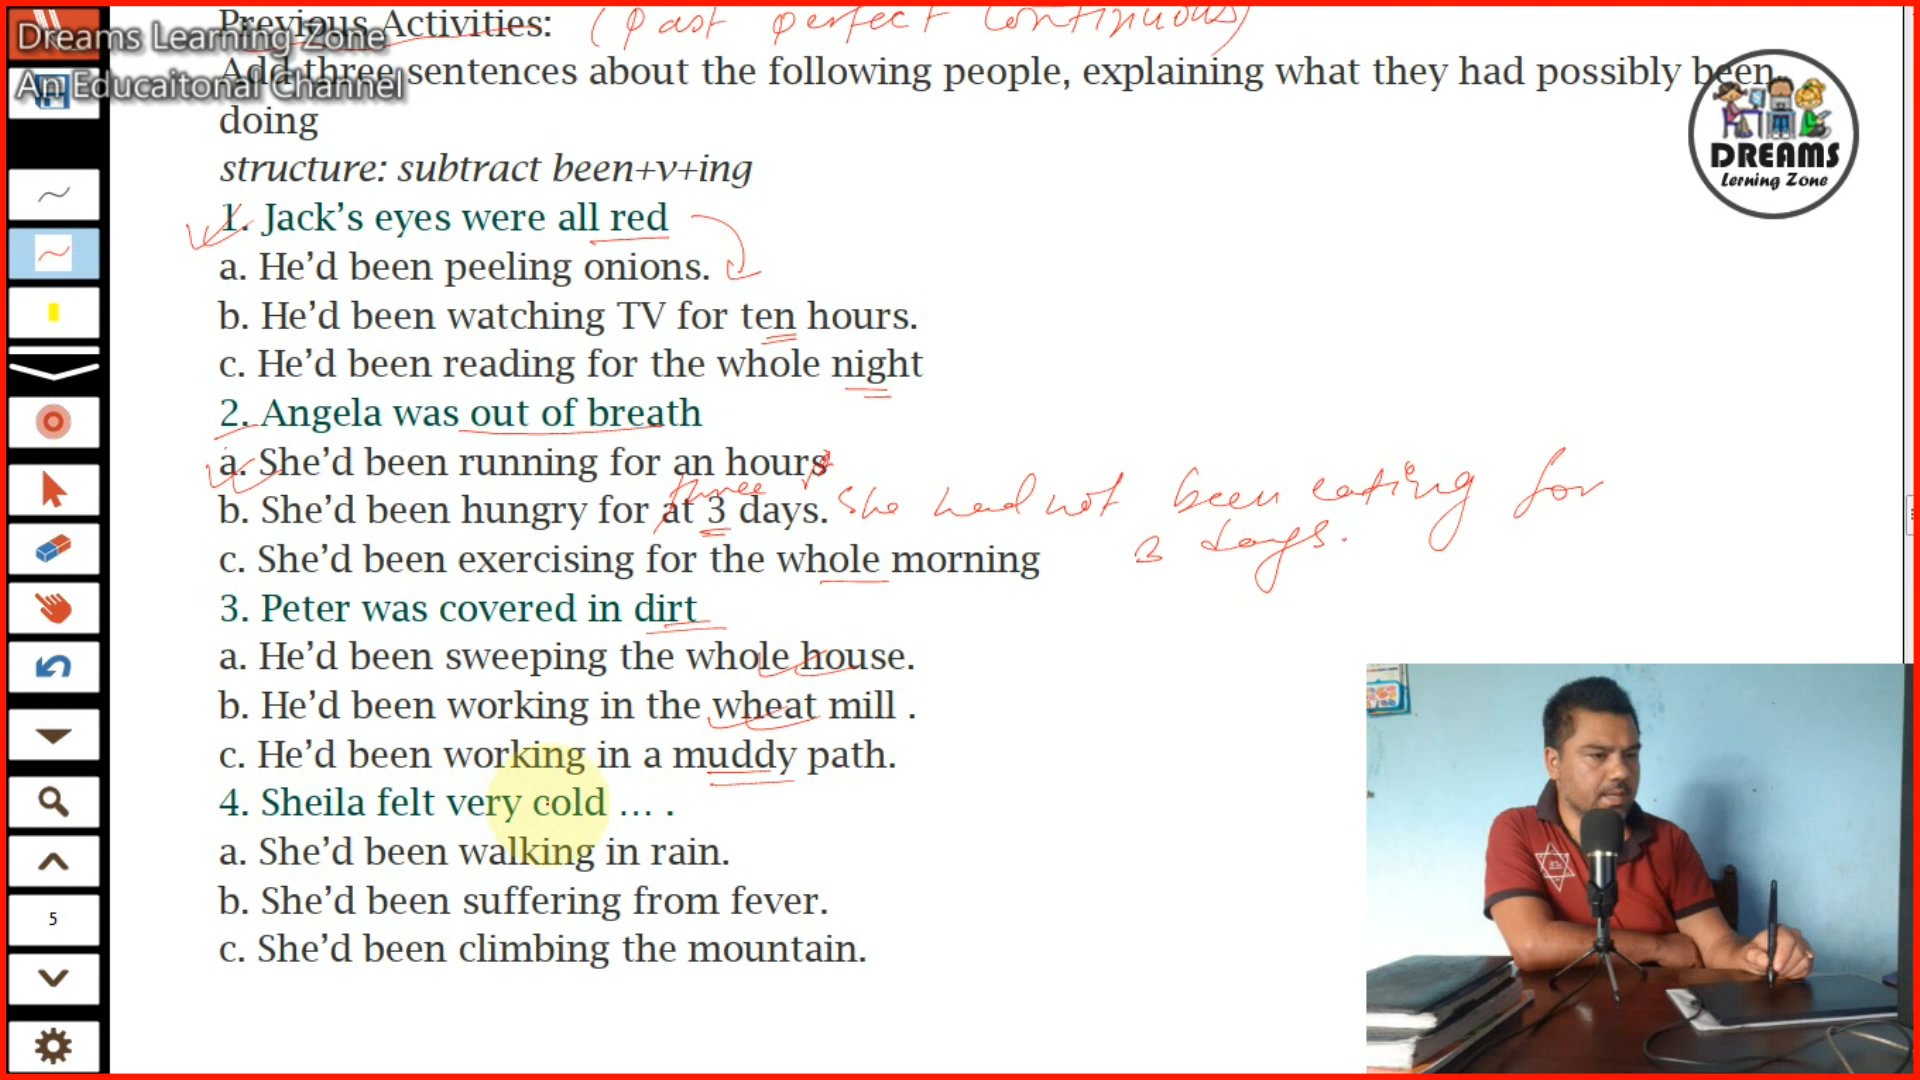 Previous Activities: (past perfect continuous)
Dreams Learning Zone
An Educaitonal Channel
Add three sentences about the following people, explaining what they had possibly been
doing
structure: subtract been+v+ing
DREAMS
Lerning Zone
1. Jack's eyes were all red
a. He'd been peeling onions.
b. He'd been watching TV for ten hours.
c. He'd been reading for the whole night
2. Angela was out of breath
a. She'd been running for an hours
three
b. She'd been hungry for at 3 days. She had not been eating for
3 days.
c. She'd been exercising for the whole morning
3. Peter was covered in dirt
a. He'd been sweeping the whole house.
b. He'd been working in the wheat mill .
c. He'd been working in a muddy path.
4. Sheila felt very cold … .
a. She'd been walking in rain.
b. She'd been suffering from fever.
c. She'd been climbing the mountain.
5